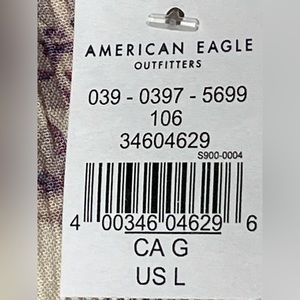 AMERICAN EAGLE
OUTFITTERS
039 - 0397 - 5699
106
34604629
S900-0004
4 00346 04629 6
CA G
US L